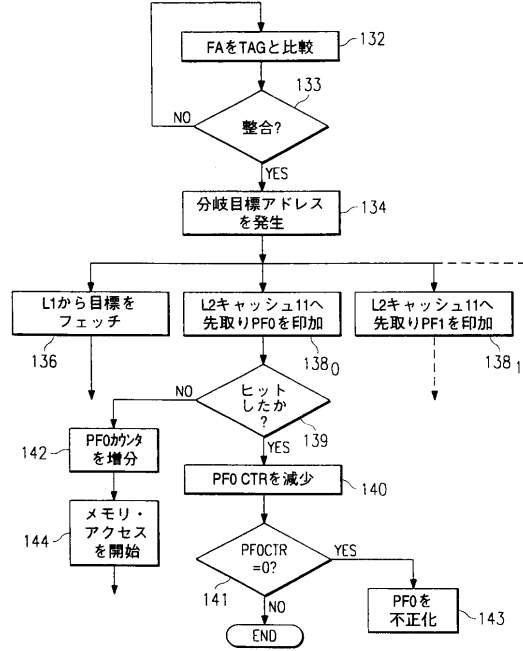 FAをTAGと比較
132
133
NO
整合?
YES
分岐目標アドレス
を発生
134
L1から目標を
フェッチ
136
L2キャッシュ11へ
先取りPF0を印加
138₀
L2キャッシュ11へ
先取りPF1を印加
138₁
NO
ヒット
したか
?
139
YES
142
PF0カウンタ
を増分
PF0 CTRを減少
140
144
メモリ・
アクセス
を開始
PF0CTR
=0?
YES
141
NO
PF0を
不正化
143
END